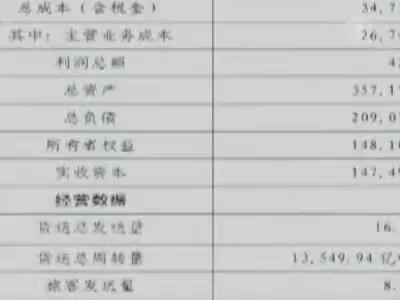 总成本（含税金） 34,7
其中：主营业务成本 26,7
利润总额 4
总资产 357,1
总负债 209,0
所有者权益 148,1
实收资本 147,4
经营数据
货运总发送量 16.
货运总周转量 13,549.94 亿
旅客发送量 8.